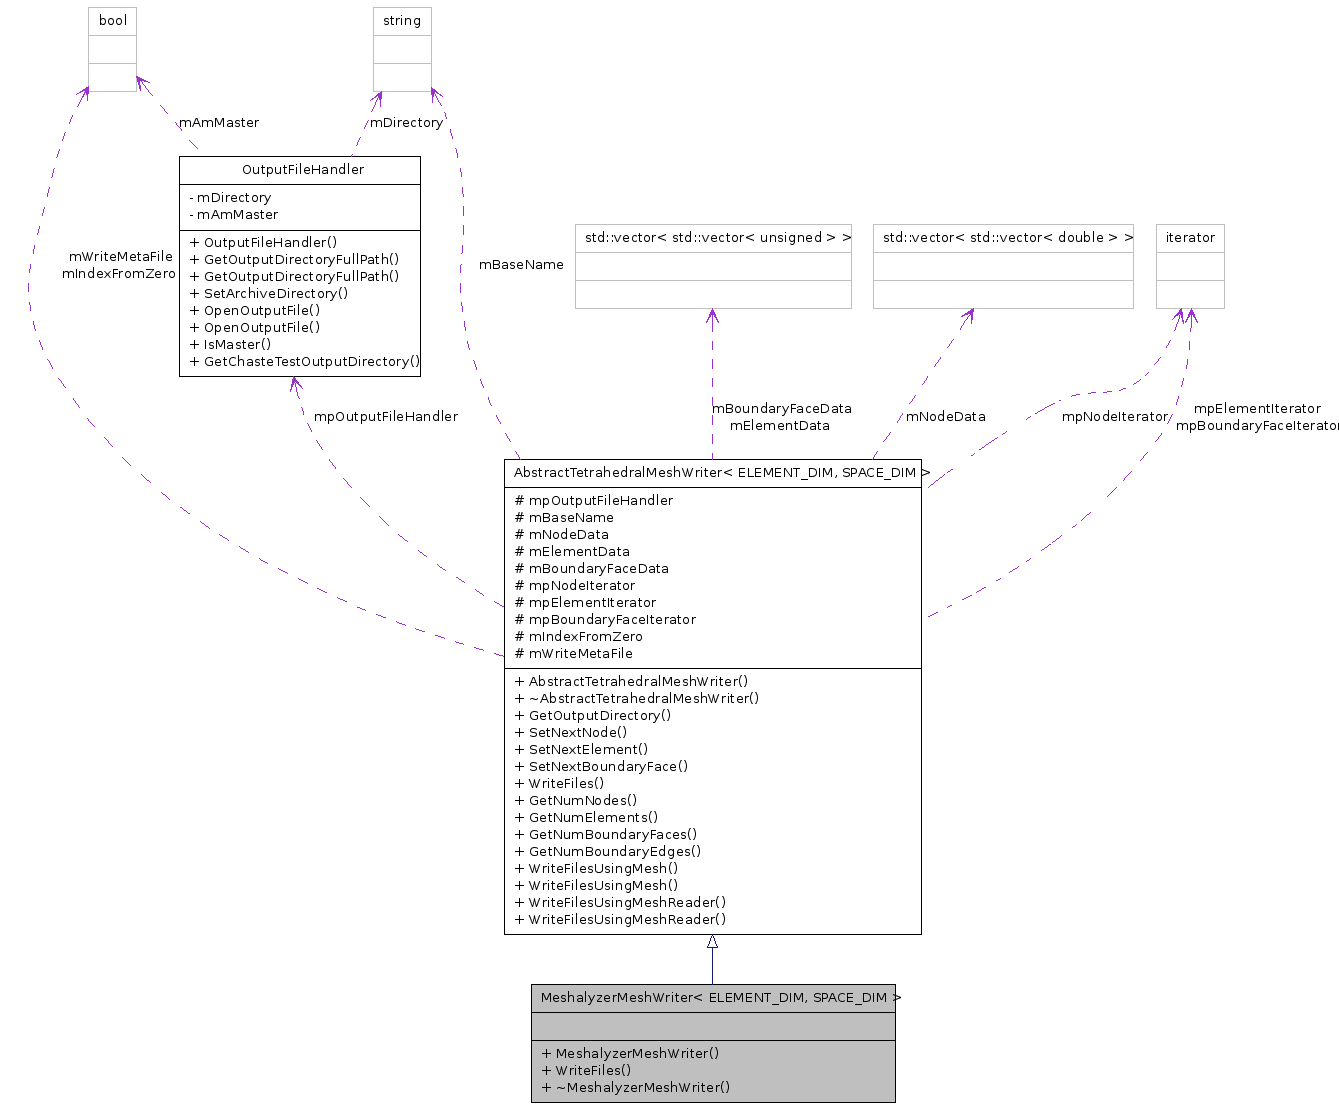 bool
string
mAmMaster
mDirectory
OutputFileHandler
- mDirectory
- mAmMaster
+ OutputFileHandler()
+ GetOutputDirectoryFullPath()
+ GetOutputDirectoryFullPath()
+ SetArchiveDirectory()
+ OpenOutputFile()
+ OpenOutputFile()
+ IsMaster()
+ GetChasteTestOutputDirectory()
mWriteMetaFile
mIndexFromZero
mBaseName
std::vector< std::vector< unsigned > >
std::vector< std::vector< double > >
iterator
mpOutputFileHandler
mBoundaryFaceData
mElementData
mNodeData
mpNodeIterator
mpElementIterator
mpBoundaryFaceIterator
AbstractTetrahedralMeshWriter< ELEMENT_DIM, SPACE_DIM >
# mpOutputFileHandler
# mBaseName
# mNodeData
# mElementData
# mBoundaryFaceData
# mpNodeIterator
# mpElementIterator
# mpBoundaryFaceIterator
# mIndexFromZero
# mWriteMetaFile
+ AbstractTetrahedralMeshWriter()
+ ~AbstractTetrahedralMeshWriter()
+ GetOutputDirectory()
+ SetNextNode()
+ SetNextElement()
+ SetNextBoundaryFace()
+ WriteFiles()
+ GetNumNodes()
+ GetNumElements()
+ GetNumBoundaryFaces()
+ GetNumBoundaryEdges()
+ WriteFilesUsingMesh()
+ WriteFilesUsingMesh()
+ WriteFilesUsingMeshReader()
+ WriteFilesUsingMeshReader()
MeshalyzerMeshWriter< ELEMENT_DIM, SPACE_DIM >
+ MeshalyzerMeshWriter()
+ WriteFiles()
+ ~MeshalyzerMeshWriter()